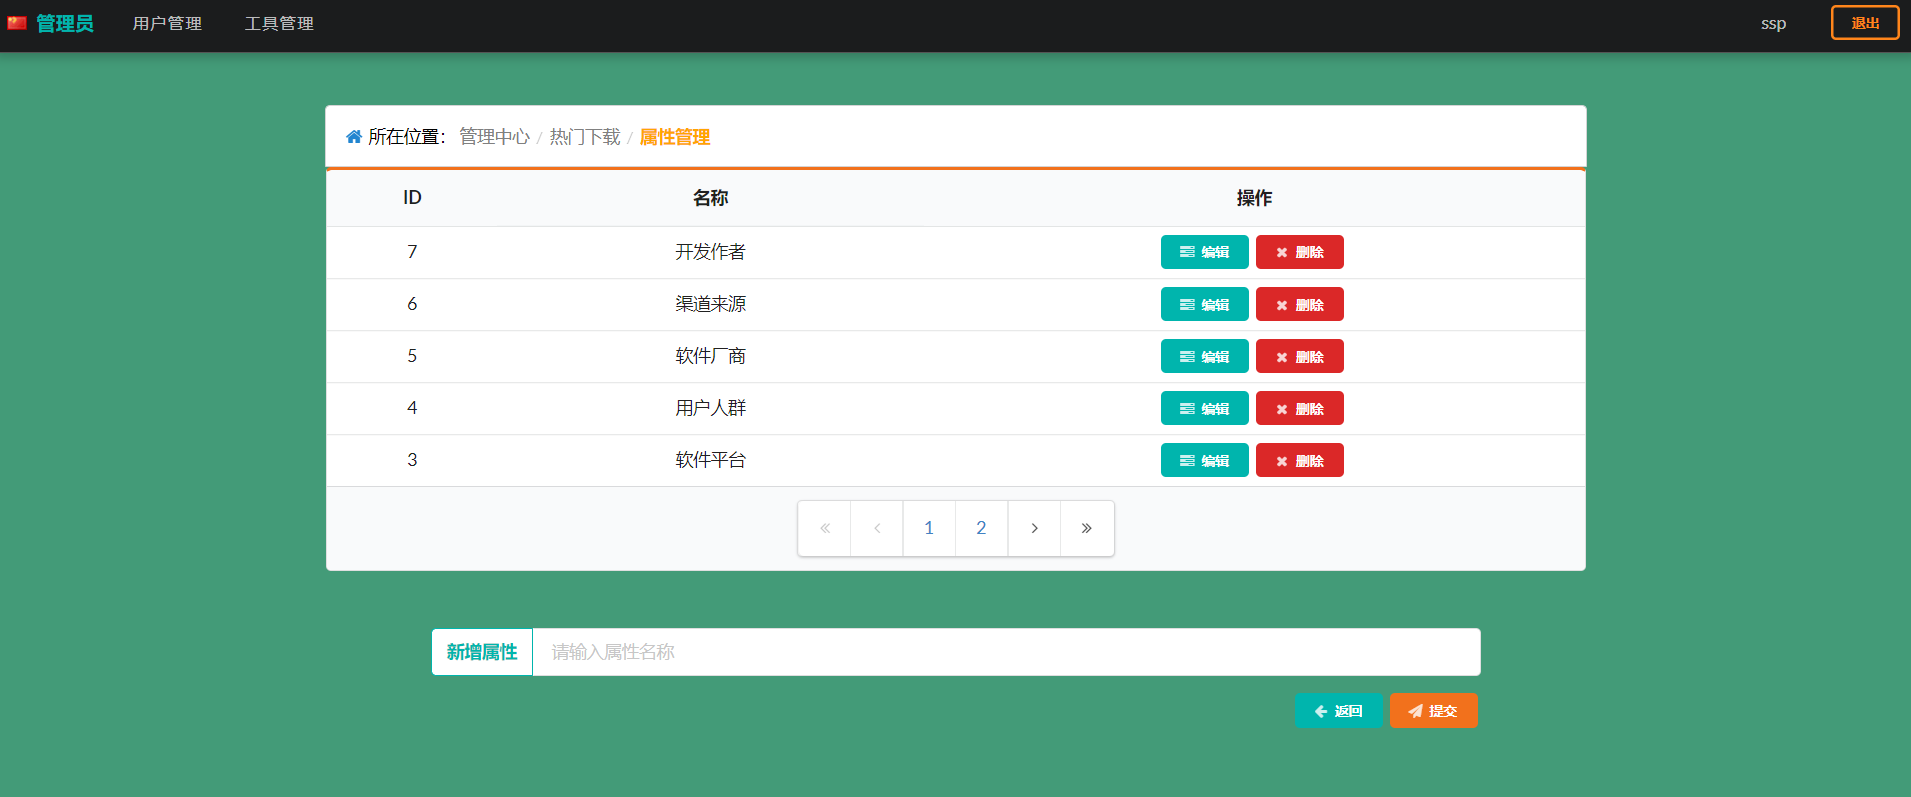 管理员 用户管理 工具管理 ssp 退出
所在位置： 管理中心 / 热门下载 / 属性管理
ID 名称 操作
7 开发作者 编辑 删除
6 渠道来源 编辑 删除
5 软件厂商 编辑 删除
4 用户人群 编辑 删除
3 软件平台 编辑 删除
« ‹ 1 2 › »
新增属性 请输入属性名称
返回 提交